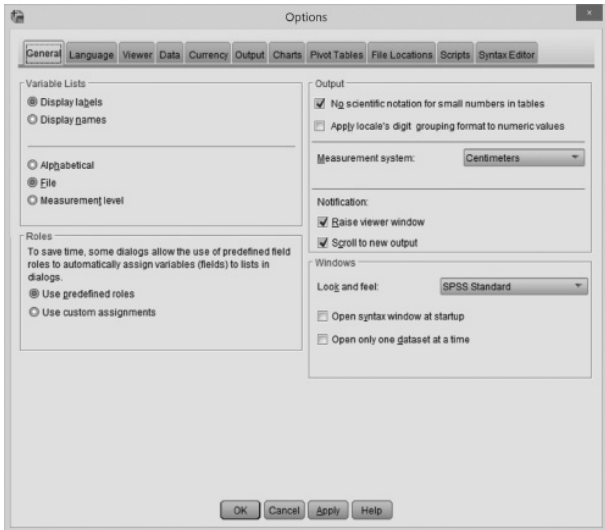 Options
General Language Viewer Data Currency Output Charts Pivot Tables File Locations Scripts Syntax Editor
Variable Lists
Display labels
Display names
Alphabetical
File
Measurement level
Roles
To save time, some dialogs allow the use of predefined field
roles to automatically assign variables (fields) to lists in
dialogs.
Use predefined roles
Use custom assignments
Output
No scientific notation for small numbers in tables
Apply locale's digit grouping format to numeric values
Measurement system: Centimeters
Notification:
Raise viewer window
Scroll to new output
Windows
Look and feel: SPSS Standard
Open syntax window at startup
Open only one dataset at a time
OK Cancel Apply Help